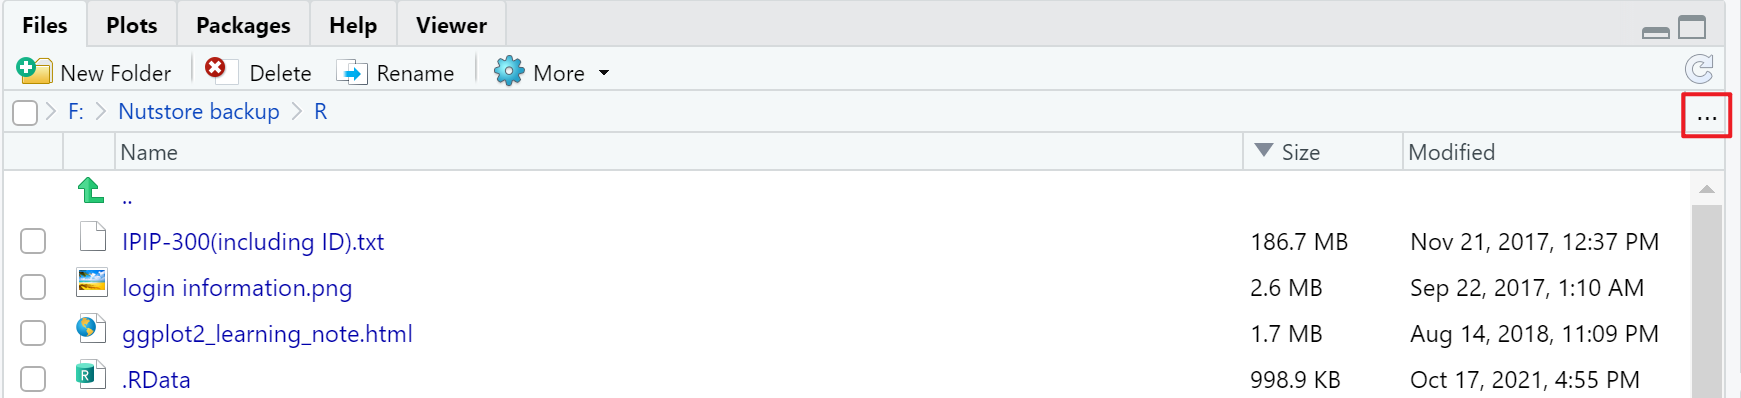 Files Plots Packages Help Viewer
New Folder Delete Rename More
F: Nutstore backup R ...
Name Size Modified
..
IPIP-300(including ID).txt 186.7 MB Nov 21, 2017, 12:37 PM
login information.png 2.6 MB Sep 22, 2017, 1:10 AM
ggplot2_learning_note.html 1.7 MB Aug 14, 2018, 11:09 PM
R .RData 998.9 KB Oct 17, 2021, 4:55 PM